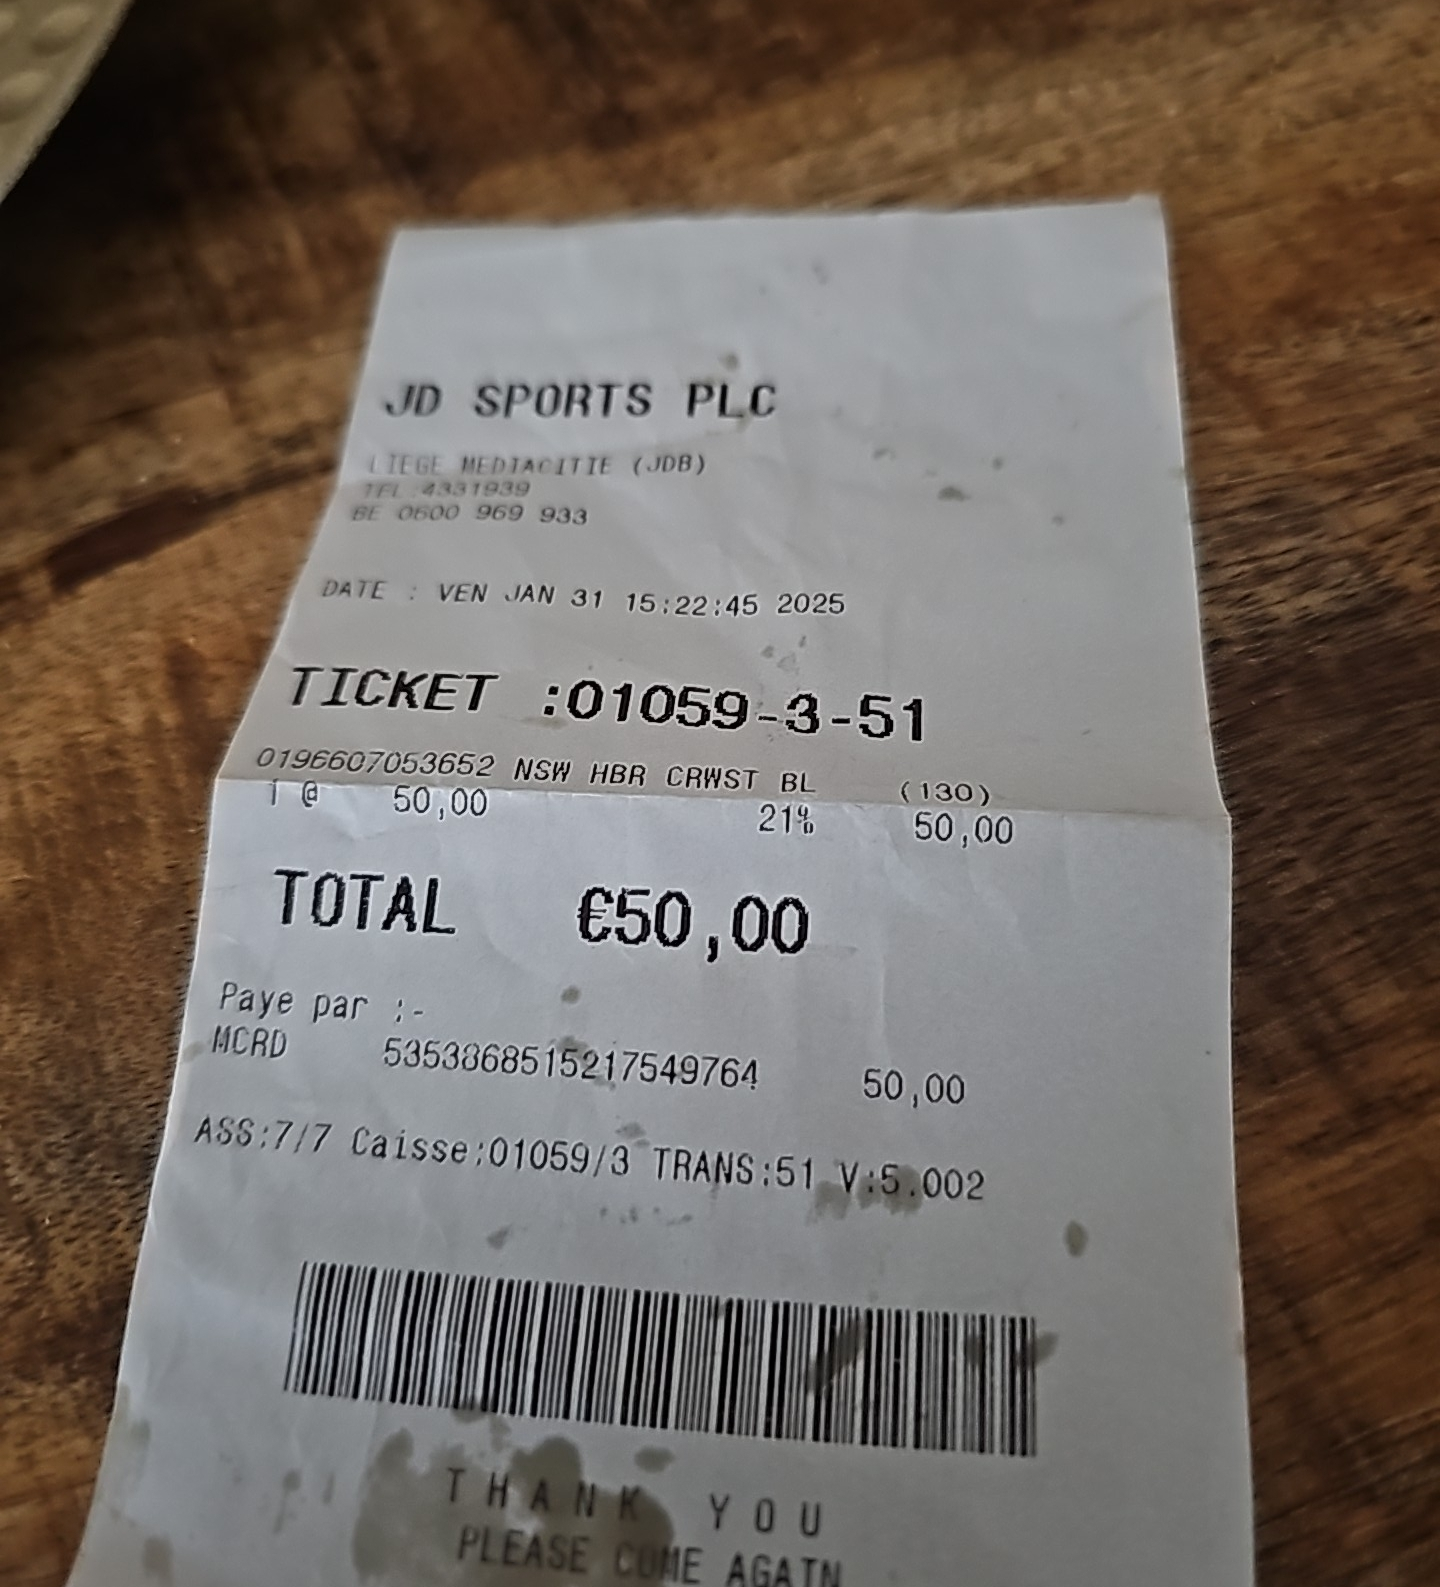 JD SPORTS PLC
LIEGE MEDIACITIE (JDB)
TEL :4331939
BE 0600 969 933
DATE : VEN JAN 31 15:22:45 2025
TICKET :01059-3-51
0196607053652 NSW HBR CRWST BL (130)
1 @ 50,00 21% 50,00
TOTAL €50,00
Paye par :-
MCRD 5353868515217549764 50,00
ASS:7/7 Caisse:01059/3 TRANS:51 V:5.002
THANK YOU
PLEASE COME AGAIN